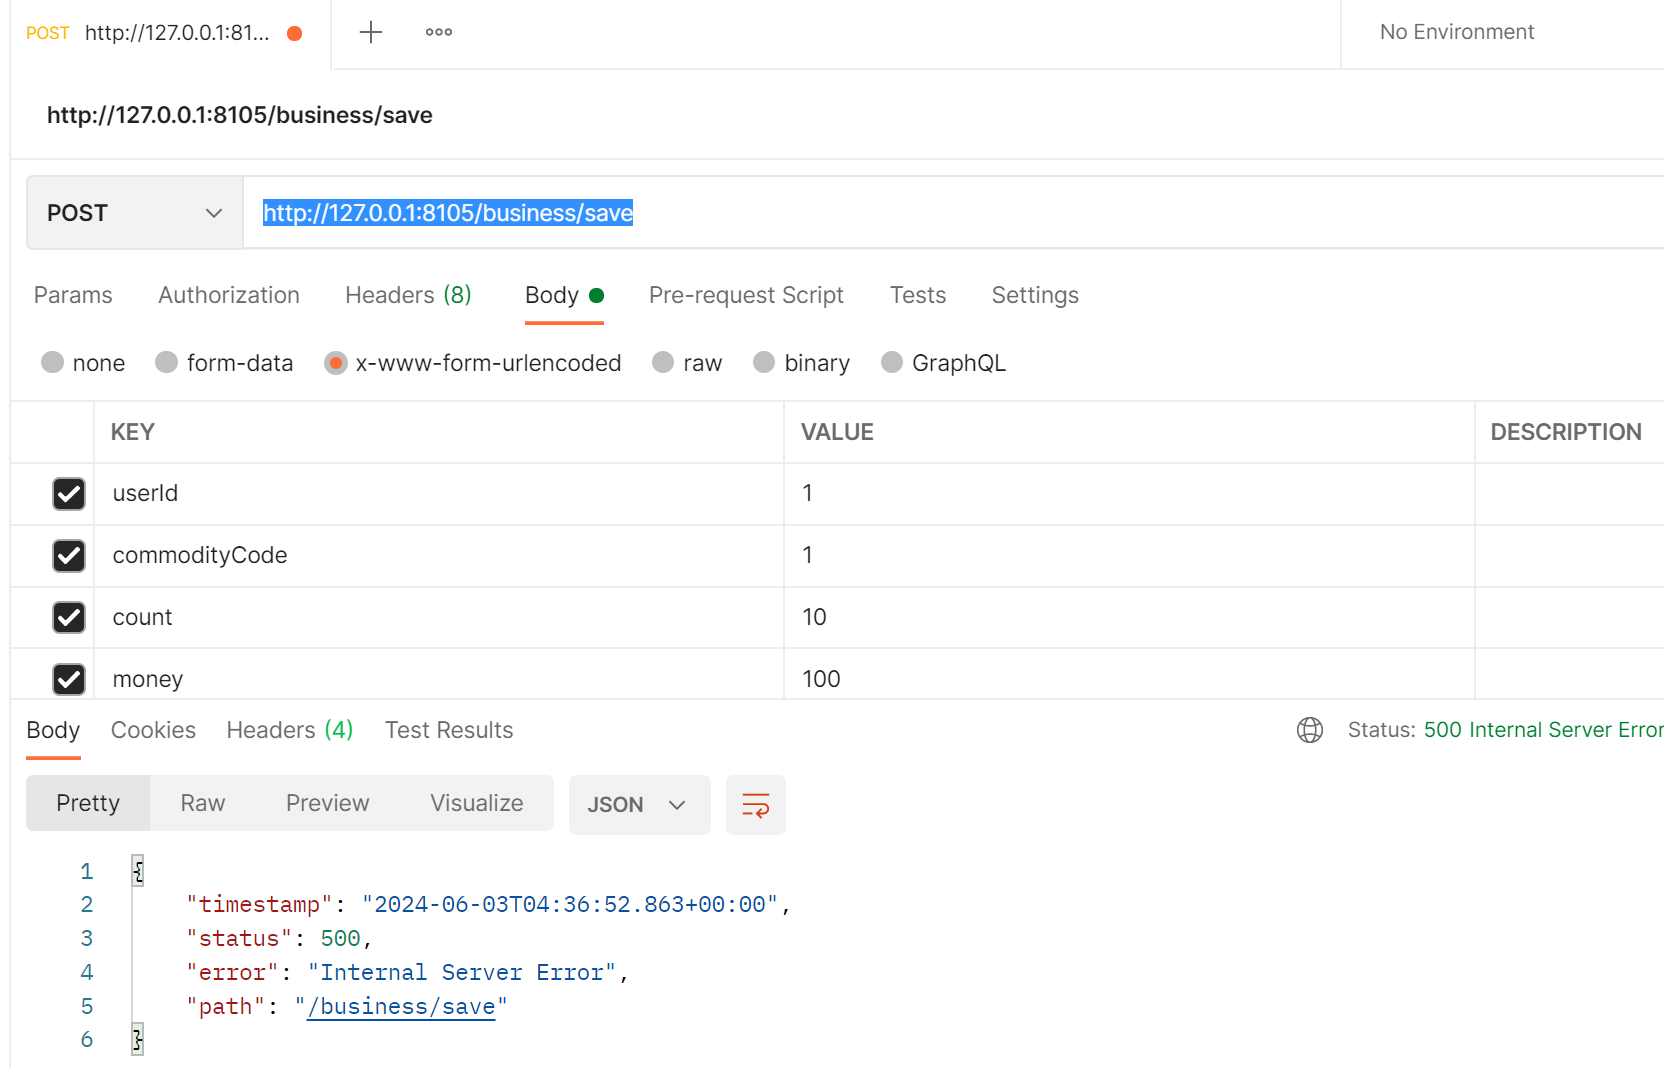 POST http://127.0.0.1:81... No Environment
http://127.0.0.1:8105/business/save
POST http://127.0.0.1:8105/business/save
Params Authorization Headers (8) Body Pre-request Script Tests Settings
none form-data x-www-form-urlencoded raw binary GraphQL
KEY VALUE DESCRIPTION
userId 1
commodityCode 1
count 10
money 100
Body Cookies Headers (4) Test Results Status: 500 Internal Server Error
Pretty Raw Preview Visualize JSON
1 {
2 "timestamp": "2024-06-03T04:36:52.863+00:00",
3 "status": 500,
4 "error": "Internal Server Error",
5 "path": "/business/save"
6 }